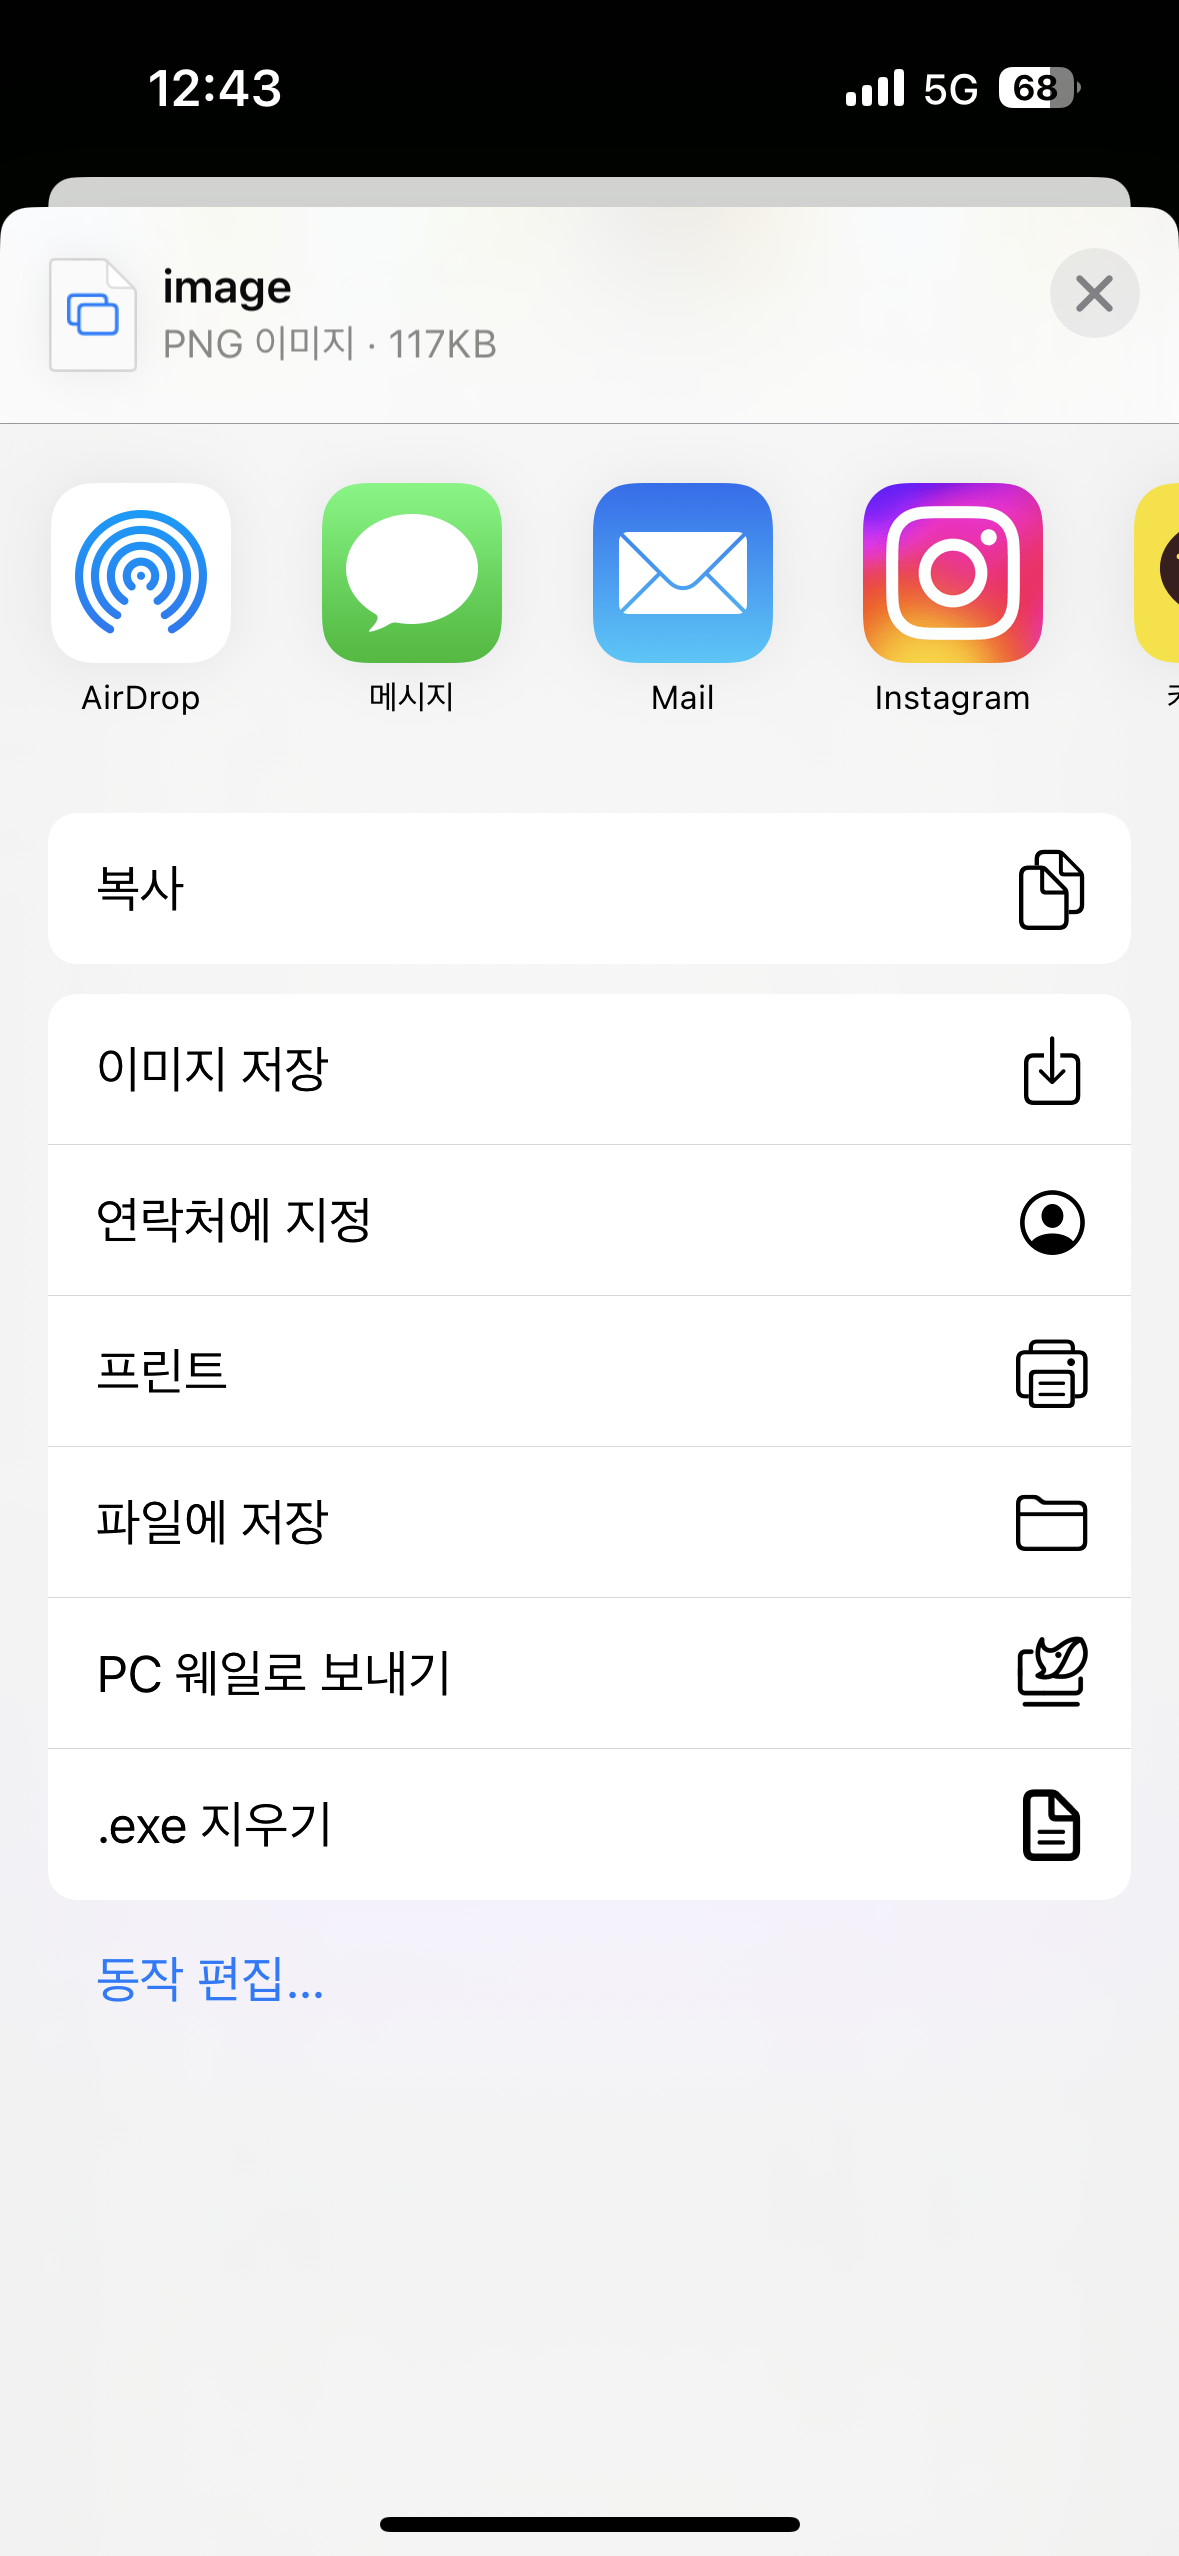 12:43
5G 68
image
PNG 이미지 · 117KB
AirDrop
메시지
Mail
Instagram
복사
이미지 저장
연락처에 지정
프린트
파일에 저장
PC 웨일로 보내기
.exe 지우기
동작 편집...